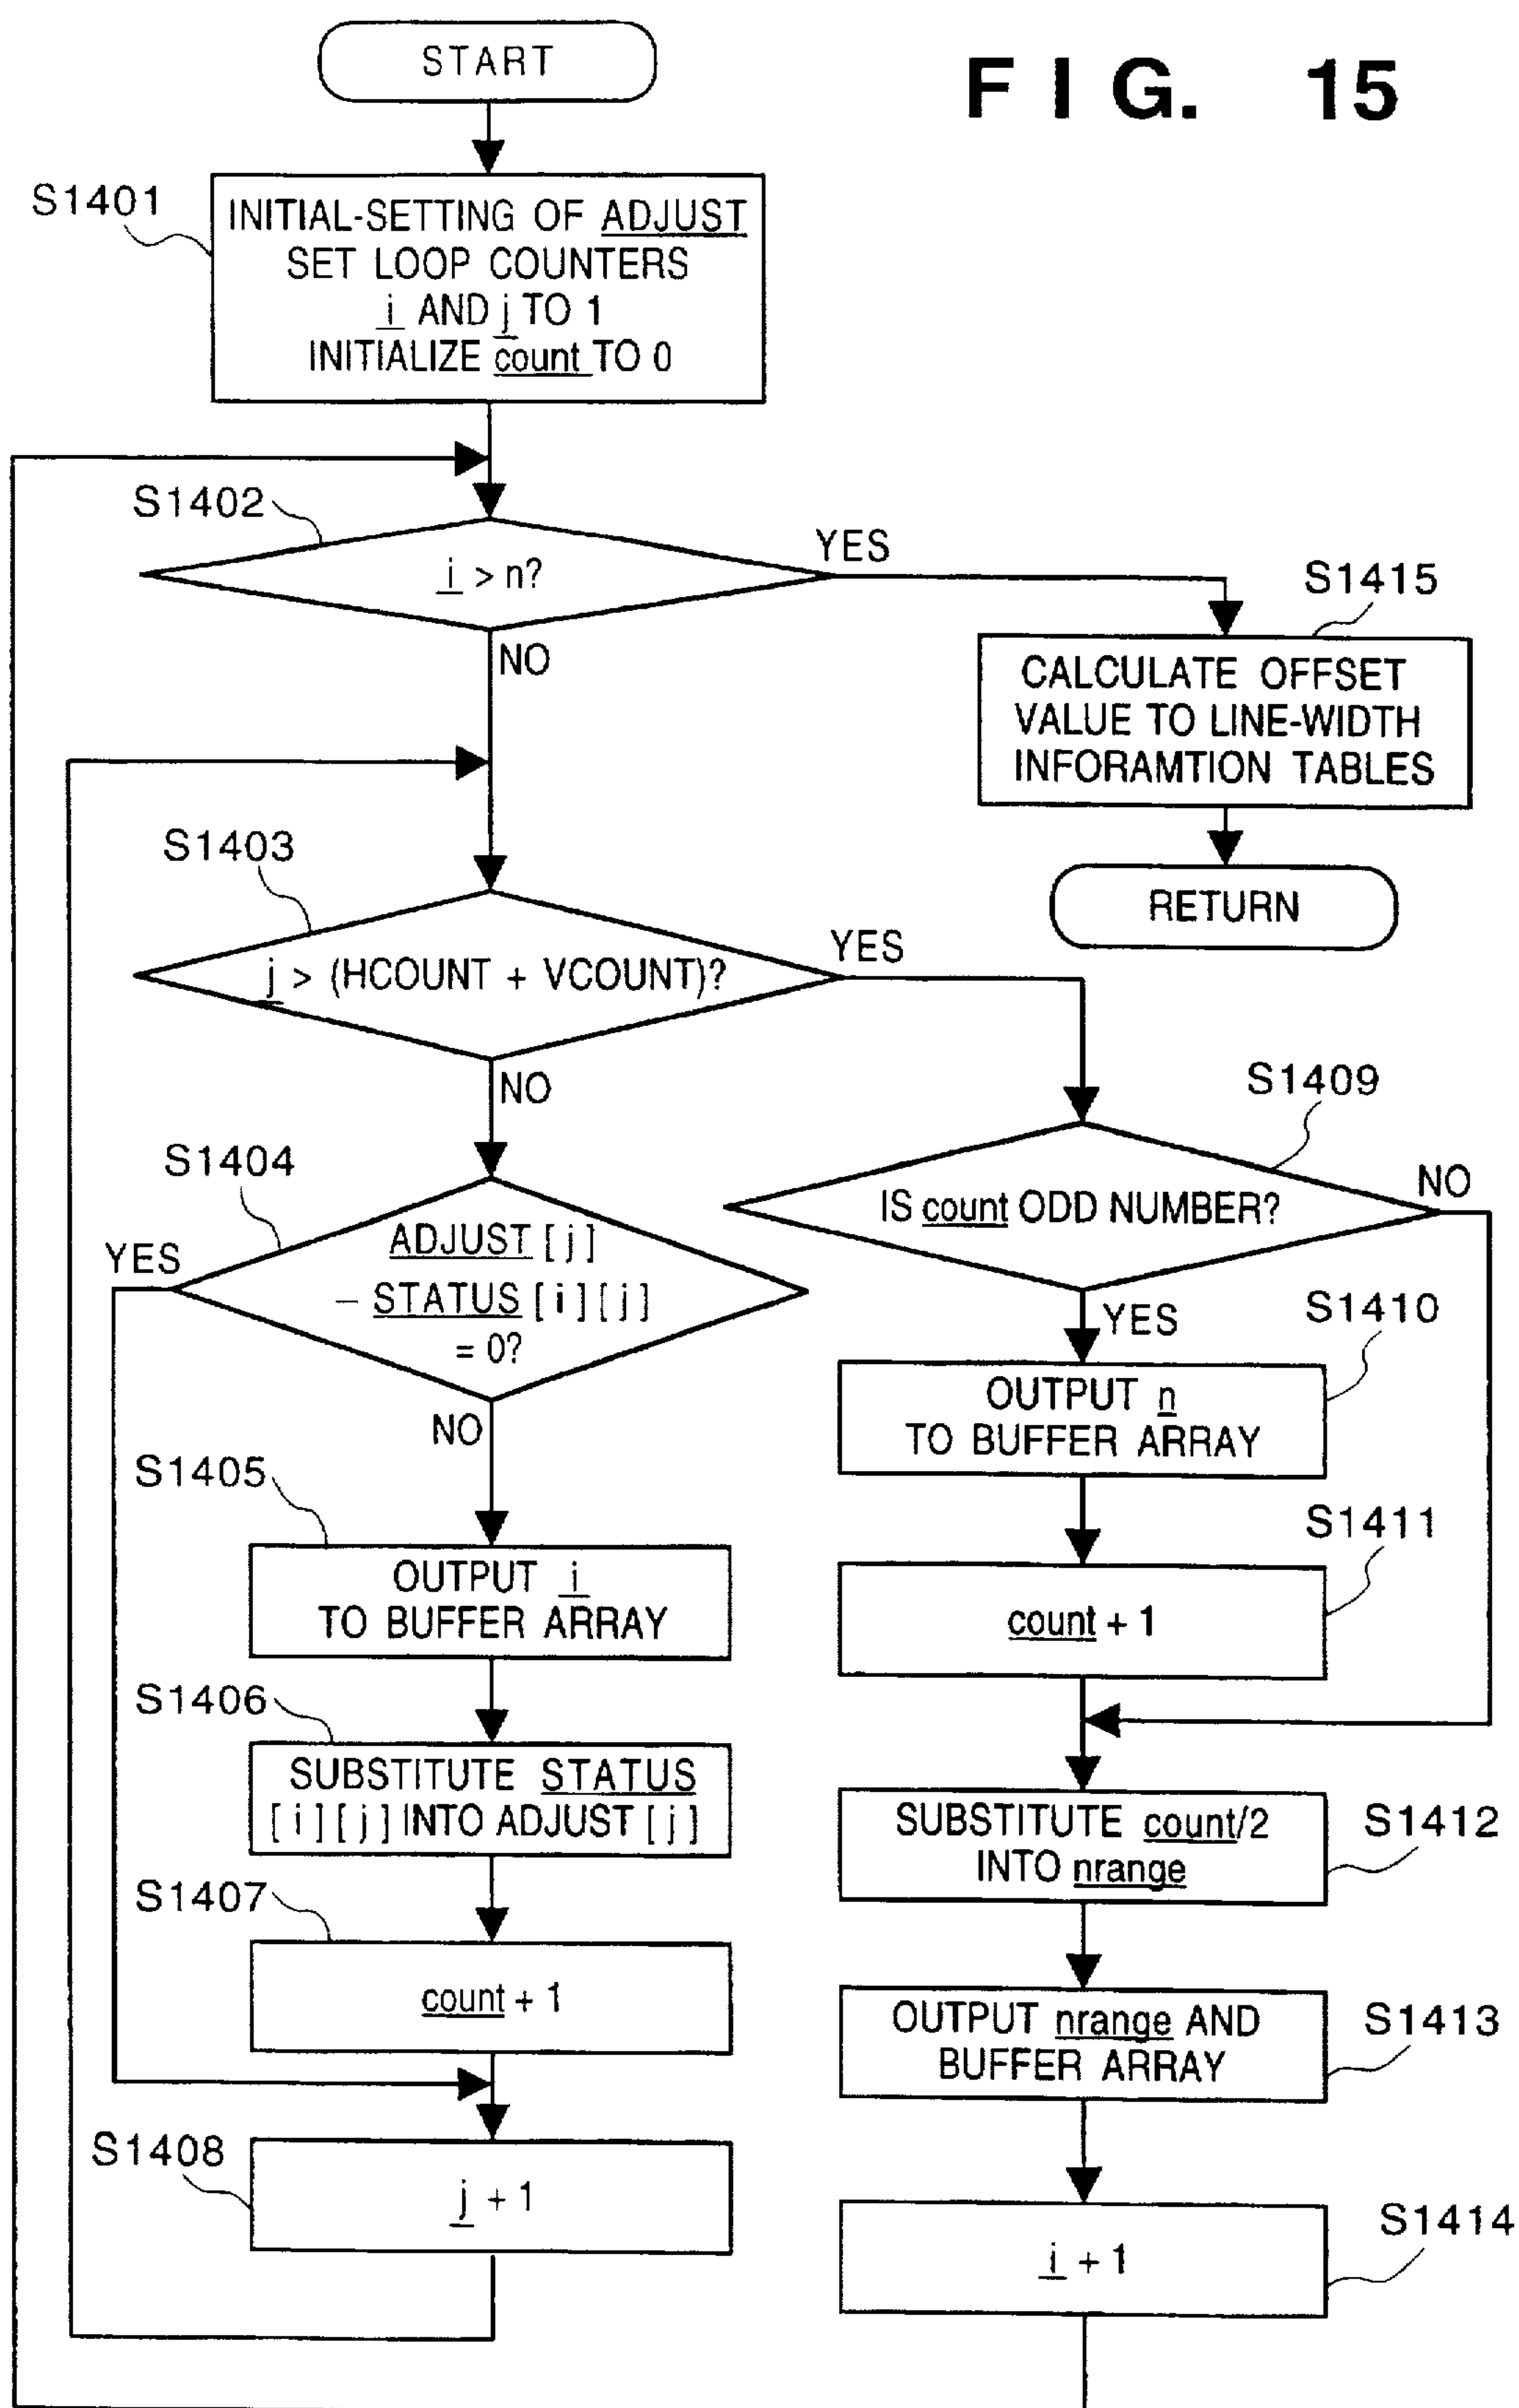 START
FIG. 15
S1401
INITIAL-SETTING OF ADJUST
SET LOOP COUNTERS
i AND j TO 1
INITIALIZE count TO 0
S1402
i > n?
YES
NO
S1415
CALCULATE OFFSET
VALUE TO LINE-WIDTH
INFORAMTION TABLES
RETURN
S1403
j > (HCOUNT + VCOUNT)?
YES
NO
S1404
ADJUST [ j ]
– STATUS [ i ] [ j ]
= 0?
YES
NO
S1405
OUTPUT i
TO BUFFER ARRAY
S1406
SUBSTITUTE STATUS
[ i ] [ j ] INTO ADJUST [ j ]
S1407
count + 1
S1408
j + 1
S1409
IS count ODD NUMBER?
NO
YES
S1410
OUTPUT n
TO BUFFER ARRAY
S1411
count + 1
S1412
SUBSTITUTE count/2
INTO nrange
S1413
OUTPUT nrange AND
BUFFER ARRAY
S1414
i + 1